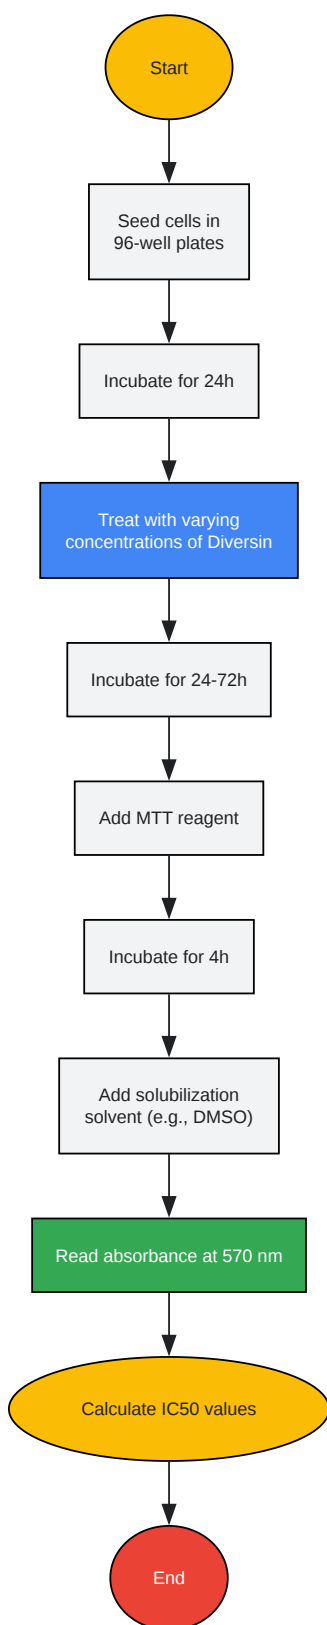 Start
Seed cells in
96-well plates
Incubate for 24h
Treat with varying
concentrations of Diversin
Incubate for 24-72h
Add MTT reagent
Incubate for 4h
Add solubilization
solvent (e.g., DMSO)
Read absorbance at 570 nm
Calculate IC50 values
End